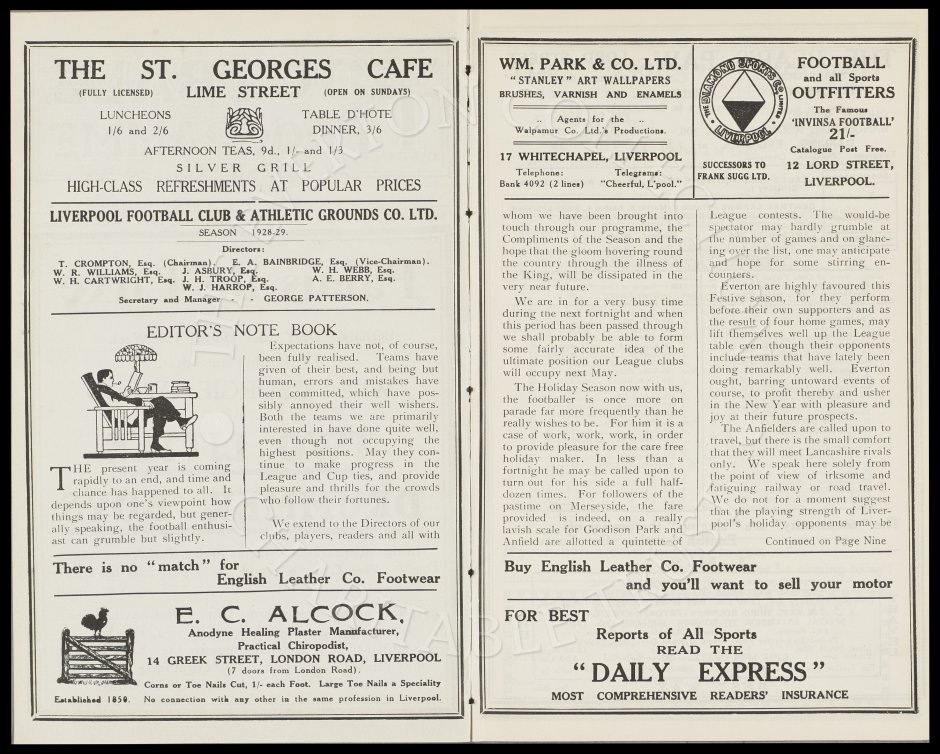 THE ST. GEORGES CAFE
(FULLY LICENSED) LIME STREET (OPEN ON SUNDAYS)
LUNCHEONS
1/6 and 2/6
TABLE D'HOTE
DINNER, 3/6
AFTERNOON TEAS, 9d., 1/- and 1/3
SILVER GRILL
HIGH-CLASS REFRESHMENTS AT POPULAR PRICES
LIVERPOOL FOOTBALL CLUB & ATHLETIC GROUNDS CO. LTD.
SEASON 1928-29.
Directors:
T. CROMPTON, Esq. (Chairman). E. A. BAINBRIDGE, Esq. (Vice-Chairman).
W. R. WILLIAMS, Esq. J. ASBURY, Esq. W. H. WEBB, Esq.
W. H. CARTWRIGHT, Esq. J. H. TROOP, Esq. A. E. BERRY, Esq.
W. J. HARROP, Esq.
Secretary and Manager - - GEORGE PATTERSON.
EDITOR'S NOTE BOOK
THE present year is coming
rapidly to an end, and time and
chance has happened to all. It
depends upon one's viewpoint how
things may be regarded, but gener-
ally speaking, the football enthusi-
ast can grumble but slightly.
Expectations have not, of course,
been fully realised. Teams have
given of their best, and being but
human, errors and mistakes have
been committed, which have pos-
sibly annoyed their well wishers.
Both the teams we are primarily
interested in have done quite well,
even though not occupying the
highest positions. May they con-
tinue to make progress in the
League and Cup ties, and provide
pleasure and thrills for the crowds
who follow their fortunes.
We extend to the Directors of our
clubs, players, readers and all with
There is no "match" for
English Leather Co. Footwear
E. C. ALCOCK,
Anodyne Healing Plaster Manufacturer,
Practical Chiropodist,
14 GREEK STREET, LONDON ROAD, LIVERPOOL
(7 doors from London Road).
Corns or Toe Nails Cut, 1/- each Foot. Large Toe Nails a Speciality
Established 1850. No connection with any other in the same profession in Liverpool.
WM. PARK & CO. LTD.
"STANLEY" ART WALLPAPERS
BRUSHES, VARNISH AND ENAMELS
.. Agents for the ..
Walpamur Co. Ltd.'s Productions.
17 WHITECHAPEL, LIVERPOOL
Telephone: Telegrams:
Bank 4092 (2 lines) "Cheerful, L'pool."
THE DIAMOND SPORTS CO LIMITED
LIVERPOOL
SUCCESSORS TO
FRANK SUGG LTD.
FOOTBALL
and all Sports
OUTFITTERS
The Famous
'INVINSA FOOTBALL'
21/-
Catalogue Post Free.
12 LORD STREET,
LIVERPOOL.
whom we have been brought into
touch through our programme, the
Compliments of the Season and the
hope that the gloom hovering round
the country through the illness of
the King, will be dissipated in the
very near future.
We are in for a very busy time
during the next fortnight and when
this period has been passed through
we shall probably be able to form
some fairly accurate idea of the
ultimate position our League clubs
will occupy next May.
The Holiday Season now with us,
the footballer is once more on
parade far more frequently than he
really wishes to be. For him it is a
case of work, work, work, in order
to provide pleasure for the care free
holiday maker. In less than a
fortnight he may be called upon to
turn out for his side a full half-
dozen times. For followers of the
pastime on Merseyside, the fare
provided is indeed, on a really
lavish scale for Goodison Park and
Anfield are allotted a quintette of
League contests. The would-be
spectator may hardly grumble at
the number of games and on glanc-
ing over the list, one may anticipate
and hope for some stirring en-
counters.
Everton are highly favoured this
Festive season, for they perform
before their own supporters and as
the result of four home games, may
lift themselves well up the League
table even though their opponents
include teams that have lately been
doing remarkably well. Everton
ought, barring untoward events of
course, to profit thereby and usher
in the New Year with pleasure and
joy at their future prospects.
The Anfielders are called upon to
travel, but there is the small comfort
that they will meet Lancashire rivals
only. We speak here solely from
the point of view of irksome and
fatiguing railway or road travel.
We do not for a moment suggest
that the playing strength of Liver-
pool's holiday opponents may be
Continued on Page Nine
Buy English Leather Co. Footwear
and you'll want to sell your motor
FOR BEST
Reports of All Sports
READ THE
"DAILY EXPRESS"
MOST COMPREHENSIVE READERS' INSURANCE